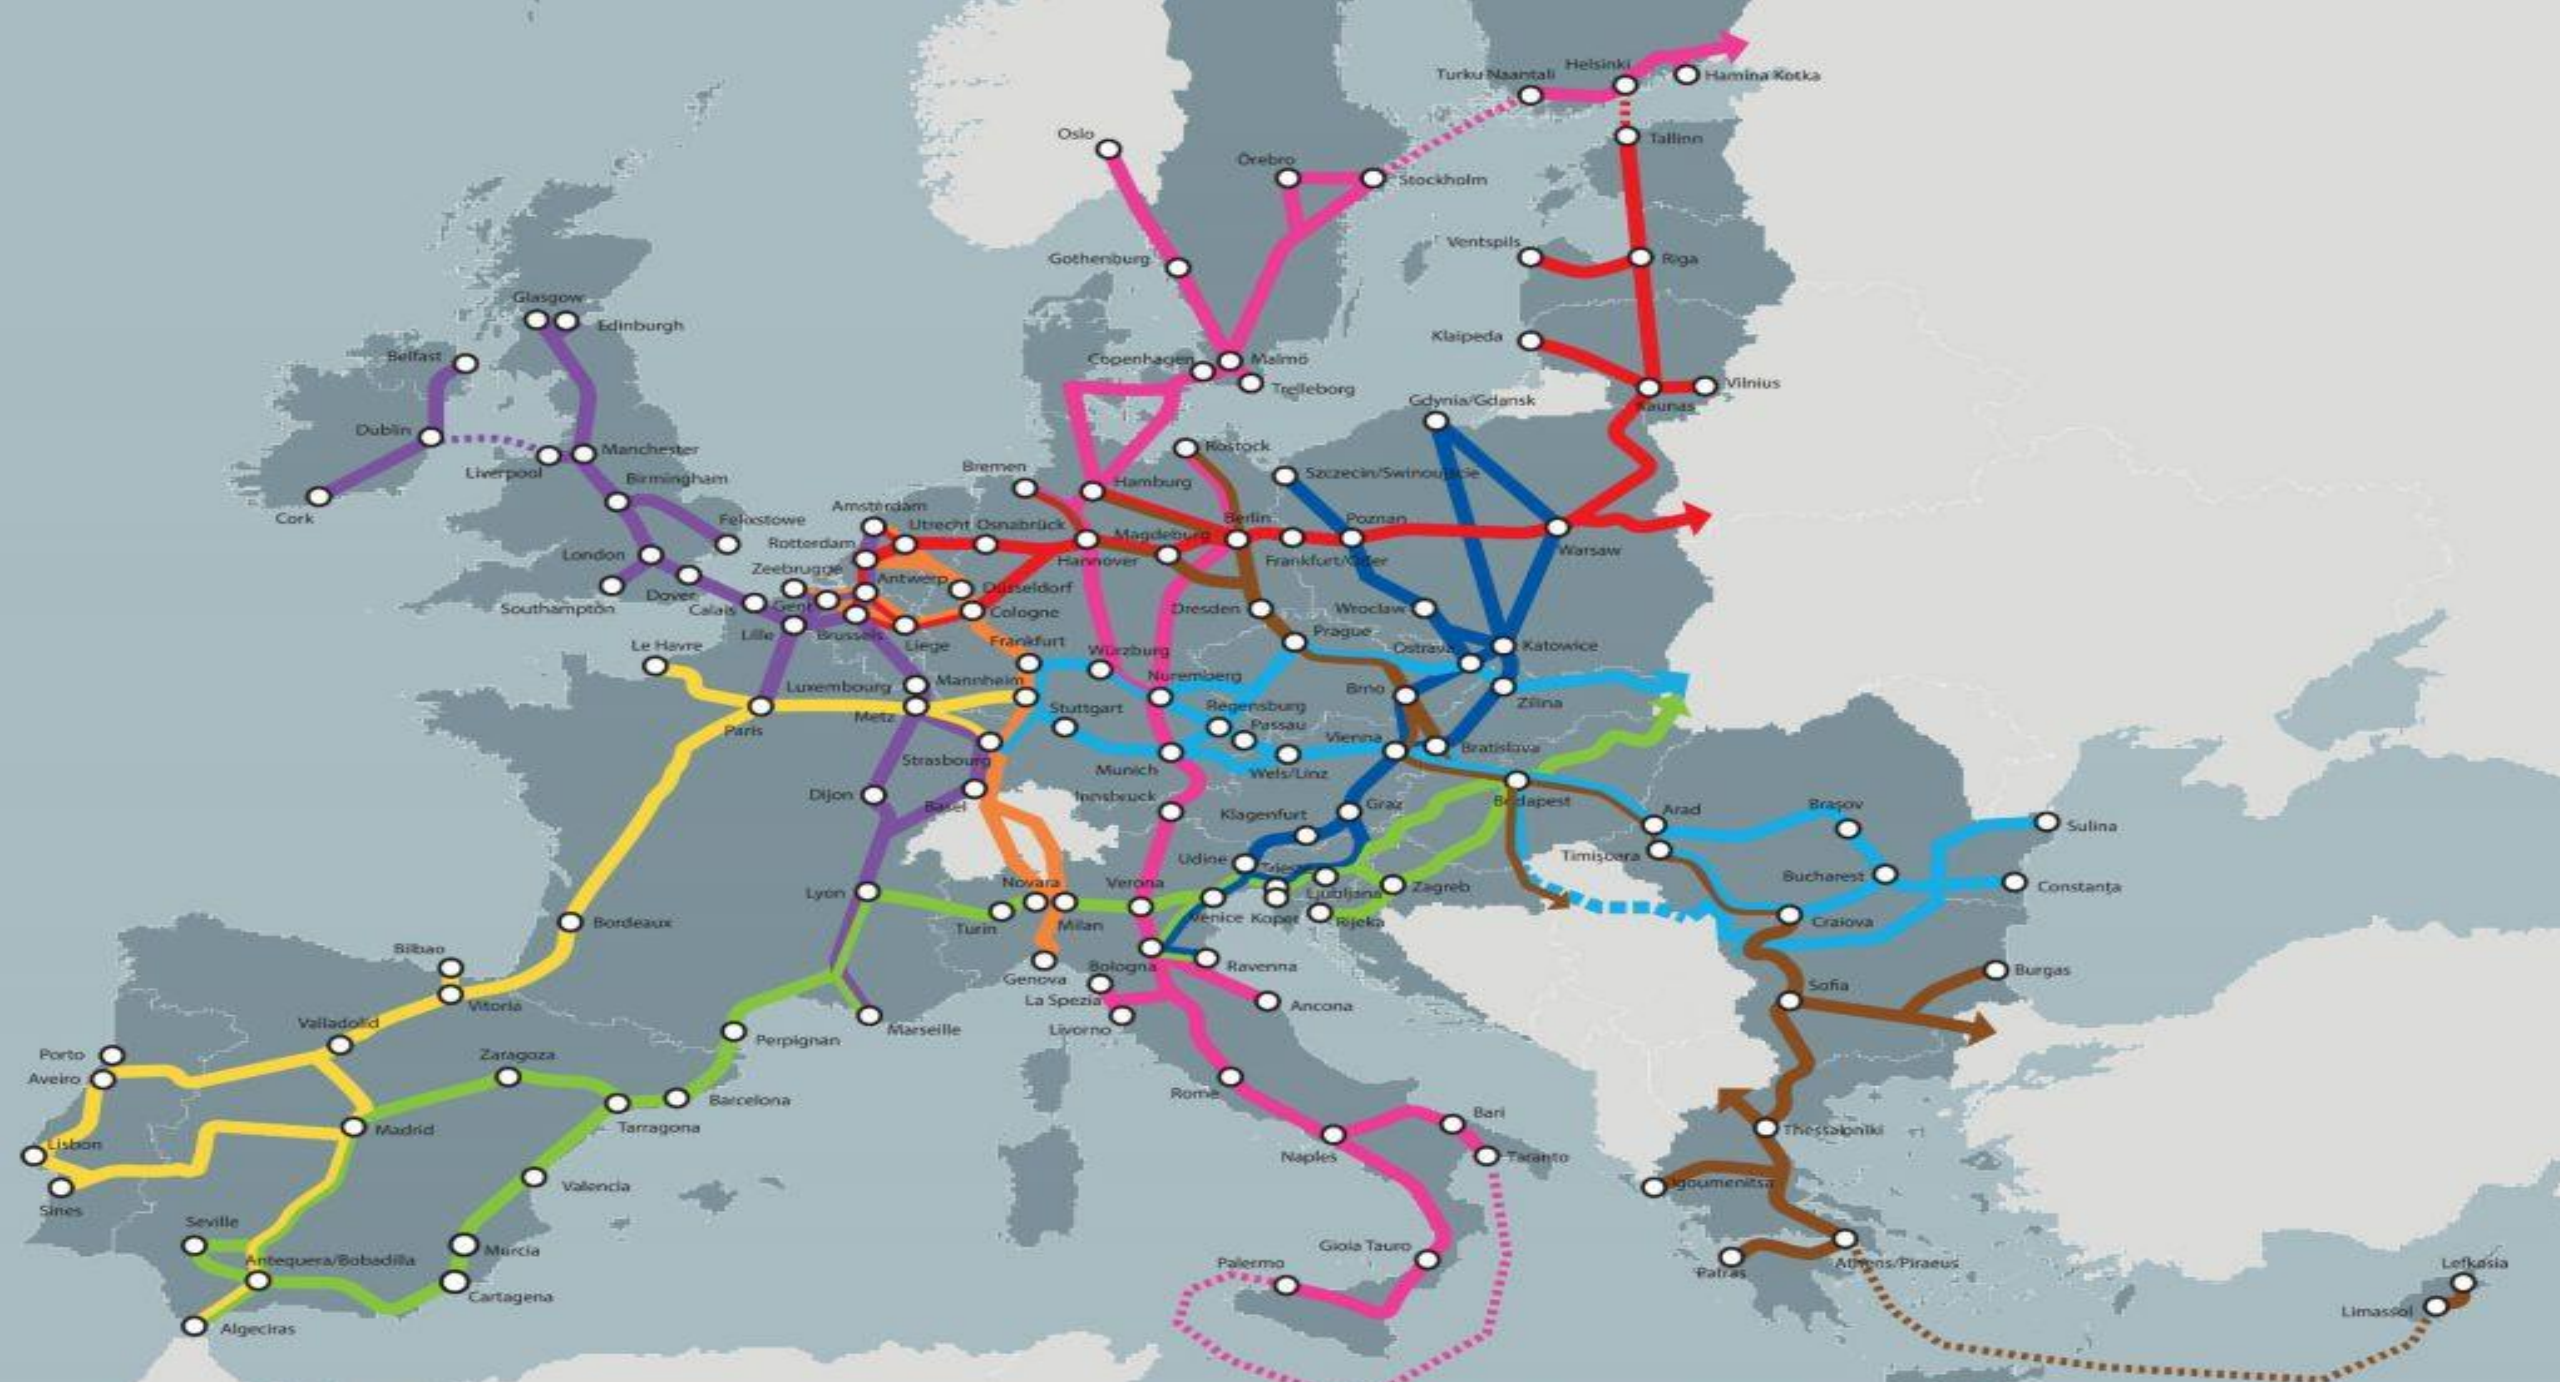 Helsinki
Turku Naantali
Hamina Kotka
Oslo
Tallinn
Örebro
Stockholm
Ventspils
Gothenburg
Riga
Glasgow
Edinburgh
Klaipeda
Belfast
Copenhagen
Malmö
Trelleborg
Vilnius
Kaunas
Gdynia/Gdansk
Dublin
Manchester
Liverpool
Rostock
Bremen
Szczecin/Swinoujscie
Birmingham
Hamburg
Cork
Amsterdam
Felixstowe
Utrecht
Osnabrück
Magdeburg
Berlin
Poznan
Rotterdam
London
Hannover
Frankfurt/Oder
Warsaw
Zeebrugge
Antwerp
Düsseldorf
Southampton
Dover
Calais
Gent
Cologne
Dresden
Wroclaw
Lille
Brussels
Liege
Frankfurt
Prague
Le Havre
Würzburg
Ostrava
Katowice
Luxembourg
Mannheim
Nuremberg
Brno
Zilina
Metz
Stuttgart
Regensburg
Passau
Paris
Vienna
Bratislava
Strasbourg
Munich
Wels/Linz
Dijon
Basel
Innsbruck
Klagenfurt
Graz
Budapest
Arad
Brașov
Sulina
Udine
Timișoara
Bucharest
Constanța
Lyon
Novara
Verona
Ljubljana
Zagreb
Turin
Milan
Venice
Koper
Rijeka
Craiova
Bordeaux
Bilbao
Genova
Bologna
Ravenna
Burgas
Vitoria
La Spezia
Ancona
Sofia
Valladolid
Livorno
Marseille
Perpignan
Porto
Zaragoza
Aveiro
Rome
Barcelona
Bari
Tarragona
Madrid
Thessaloniki
Lisbon
Naples
Taranto
Valencia
Igoumenitsa
Sines
Seville
Murcia
Gioia Tauro
Antequera/Bobadilla
Palermo
Patras
Athens/Piraeus
Lefkosia
Cartagena
Limassol
Algeciras